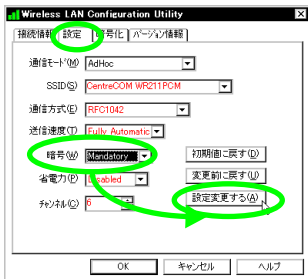 Wireless LAN Configuration Utility
接続情報 設定 暗号化 バージョン情報
通信モード(M) AdHoc
SSID(S) CentreCOM WR211PCM
通信方式(E) RFC1042
送信速度(T) Fully Automatic
暗号(W) Mandatory 初期値に戻す(D)
省電力(P) Disabled 変更前に戻す(U)
チャンネル(C) 6 設定変更する(A)
OK キャンセル ヘルプ